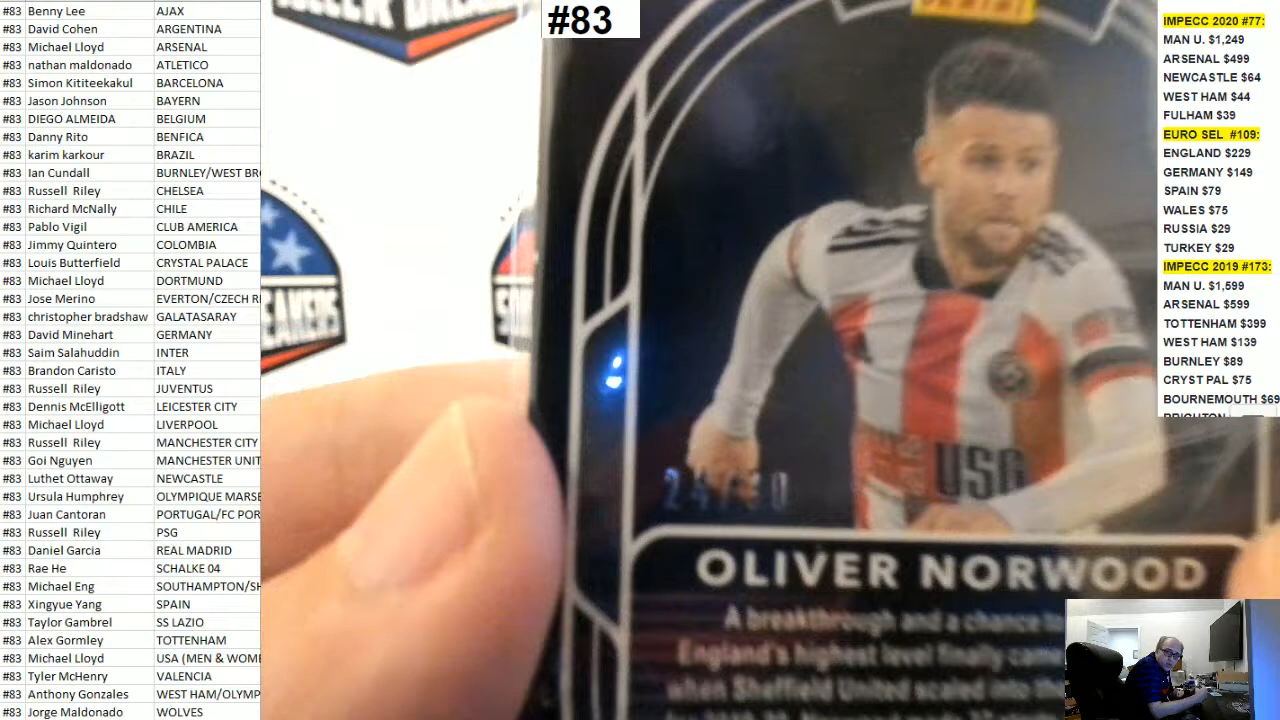 #83 Benny Lee AJAX
#83 David Cohen ARGENTINA
#83 Michael Lloyd ARSENAL
#83 nathan maldonado ATLETICO
#83 Simon Kititeekakul BARCELONA
#83 Jason Johnson BAYERN
#83 DIEGO ALMEIDA BELGIUM
#83 Danny Rito BENFICA
#83 karim karkour BRAZIL
#83 Ian Cundall BURNLEY/WEST BR
#83 Russell Riley CHELSEA
#83 Richard McNally CHILE
#83 Pablo Vigil CLUB AMERICA
#83 Jimmy Quintero COLOMBIA
#83 Louis Butterfield CRYSTAL PALACE
#83 Michael Lloyd DORTMUND
#83 Jose Merino EVERTON/CZECH R
#83 christopher bradshaw GALATASARAY
#83 David Minehart GERMANY
#83 Saim Salahuddin INTER
#83 Brandon Caristo ITALY
#83 Russell Riley JUVENTUS
#83 Dennis McElligott LEICESTER CITY
#83 Michael Lloyd LIVERPOOL
#83 Russell Riley MANCHESTER CITY
#83 Goi Nguyen MANCHESTER UNIT
#83 Luthet Ottaway NEWCASTLE
#83 Ursula Humphrey OLYMPIQUE MARSE
#83 Juan Cantoran PORTUGAL/FC POR
#83 Russell Riley PSG
#83 Daniel Garcia REAL MADRID
#83 Rae He SCHALKE 04
#83 Michael Eng SOUTHAMPTON/SH
#83 Xingyue Yang SPAIN
#83 Taylor Gambrel SS LAZIO
#83 Alex Gormley TOTTENHAM
#83 Michael Lloyd USA (MEN & WOME
#83 Tyler McHenry VALENCIA
#83 Anthony Gonzales WEST HAM/OLYMP
#83 Jorge Maldonado WOLVES
#83
PANINI
USG
OLIVER NORWOOD
A breakthrough and a chance
England's highest level finally
when Sheffield United
IMPECC 2020 #77:
MAN U. $1,249
ARSENAL $499
NEWCASTLE $64
WEST HAM $44
FULHAM $39
EURO SEL #109:
ENGLAND $229
GERMANY $149
SPAIN $79
WALES $75
RUSSIA $29
TURKEY $29
IMPECC 2019 #173:
MAN U. $1,599
ARSENAL $599
TOTTENHAM $399
WEST HAM $139
BURNLEY $89
CRYST PAL $75
BOURNEMOUTH $69
BRIGHTON